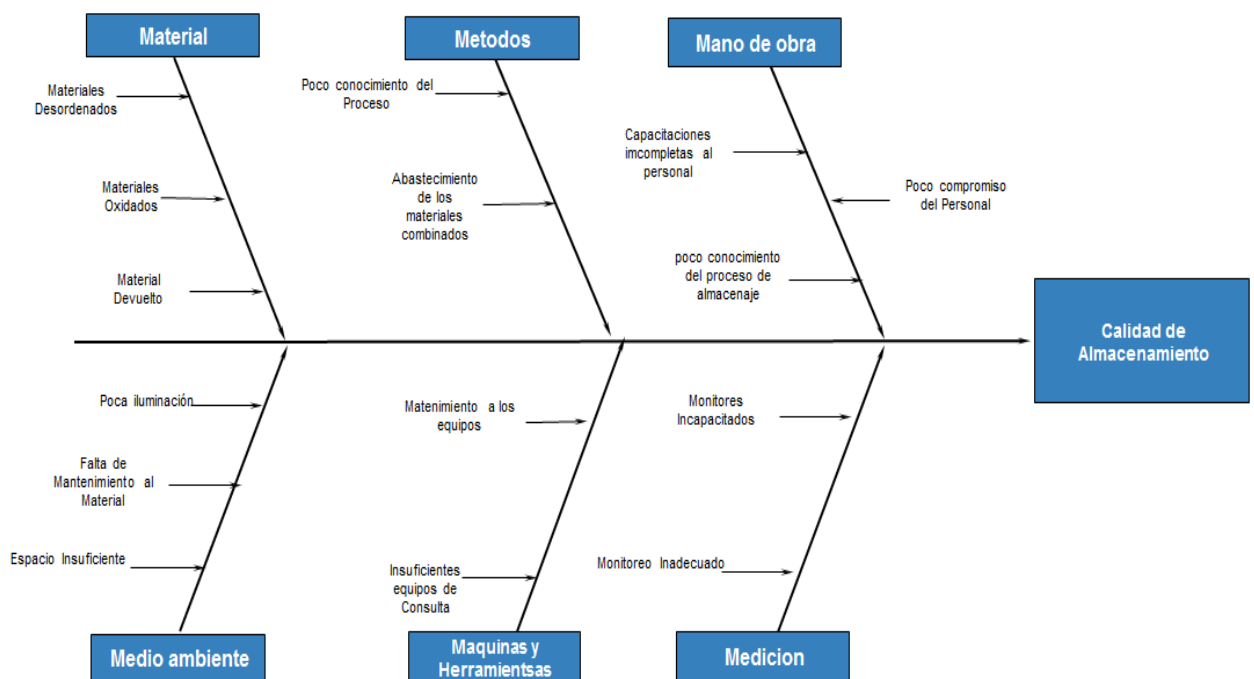 Material
Metodos
Mano de obra
Materiales
Desordenados
Poco conocimiento del
Proceso
Capacitaciones
imcompletas al
personal
Materiales
Oxidados
Abastecimiento
de los
materiales
combinados
Poco compromiso
del Personal
Material
Devuelto
poco conocimiento
del proceso de
almacenaje
Calidad de
Almacenamiento
Poca iluminación
Matenimiento a los
equipos
Monitores
Incapacitados
Falta de
Mantenimiento al
Material
Espacio Insuficiente
Insuficientes
equipos de
Consulta
Monitoreo Inadecuado
Medio ambiente
Maquinas y
Herramientsas
Medicion